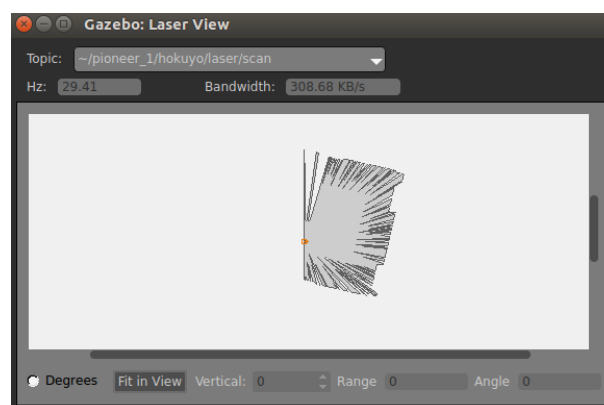 Gazebo: Laser View
Topic: ~/pioneer_1/hokuyo/laser/scan
Hz: 29.41 Bandwidth: 308.68 KB/s
Degrees Fit in View Vertical: 0 Range 0 Angle 0